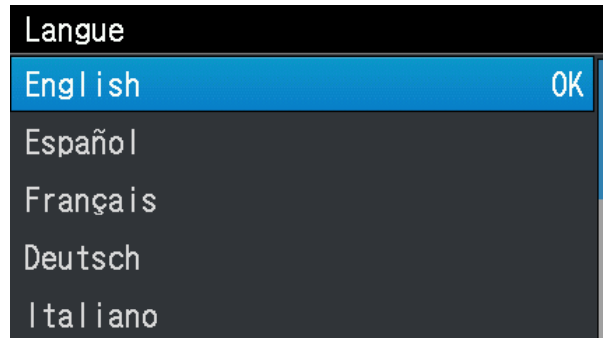 Langue
English OK
Español
Français
Deutsch
Italiano